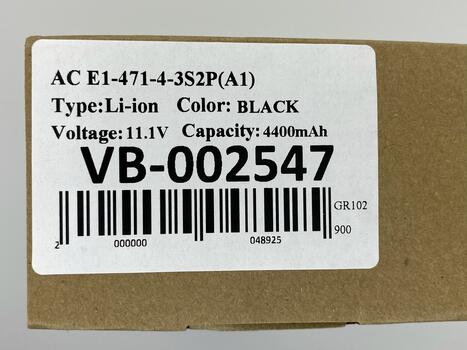 AC E1-471-4-3S2P(A1)
Type:Li-ion Color: BLACK
Voltage: 11.1V Capacity: 4400mAh
VB-002547
GR102
900
2 000000 048925